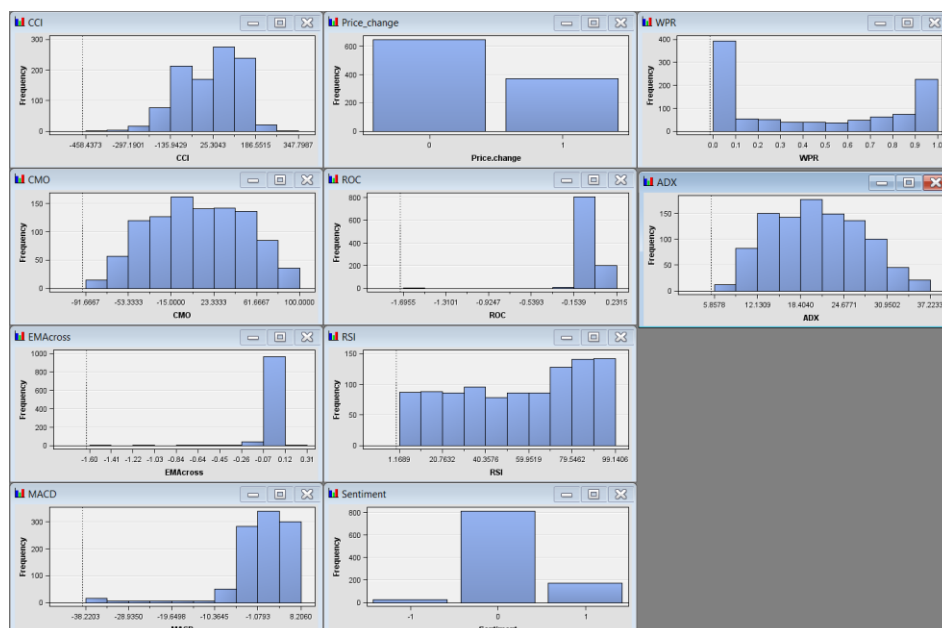 CCI
Frequency
300
200
100
0
-458.4373 -297.1901 -135.9429 25.3043 186.5515 347.7987
CCI
Price_change
Frequency
600
400
200
0
0 1
Price.change
WPR
Frequency
400
300
200
100
0
0.0 0.1 0.2 0.3 0.4 0.5 0.6 0.7 0.8 0.9 1.0
WPR
CMO
Frequency
150
100
50
0
-91.6667 -53.3333 -15.0000 23.3333 61.6667 100.0000
CMO
ROC
Frequency
800
600
400
200
0
-1.6955 -1.3101 -0.9247 -0.5393 -0.1539 0.2315
ROC
ADX
Frequency
150
100
50
0
5.8578 12.1309 18.4040 24.6771 30.9502 37.2233
ADX
EMAcross
Frequency
1000
800
600
400
200
0
-1.60 -1.41 -1.22 -1.03 -0.84 -0.64 -0.45 -0.26 -0.07 0.12 0.31
EMAcross
RSI
Frequency
150
100
50
0
1.1689 20.7632 40.3576 59.9519 79.5462 99.1406
RSI
MACD
Frequency
300
200
100
0
-38.2203 -28.9350 -19.6498 -10.3645 -1.0793 8.2060
MACD
Sentiment
Frequency
800
600
400
200
0
-1 0 1
Sentiment